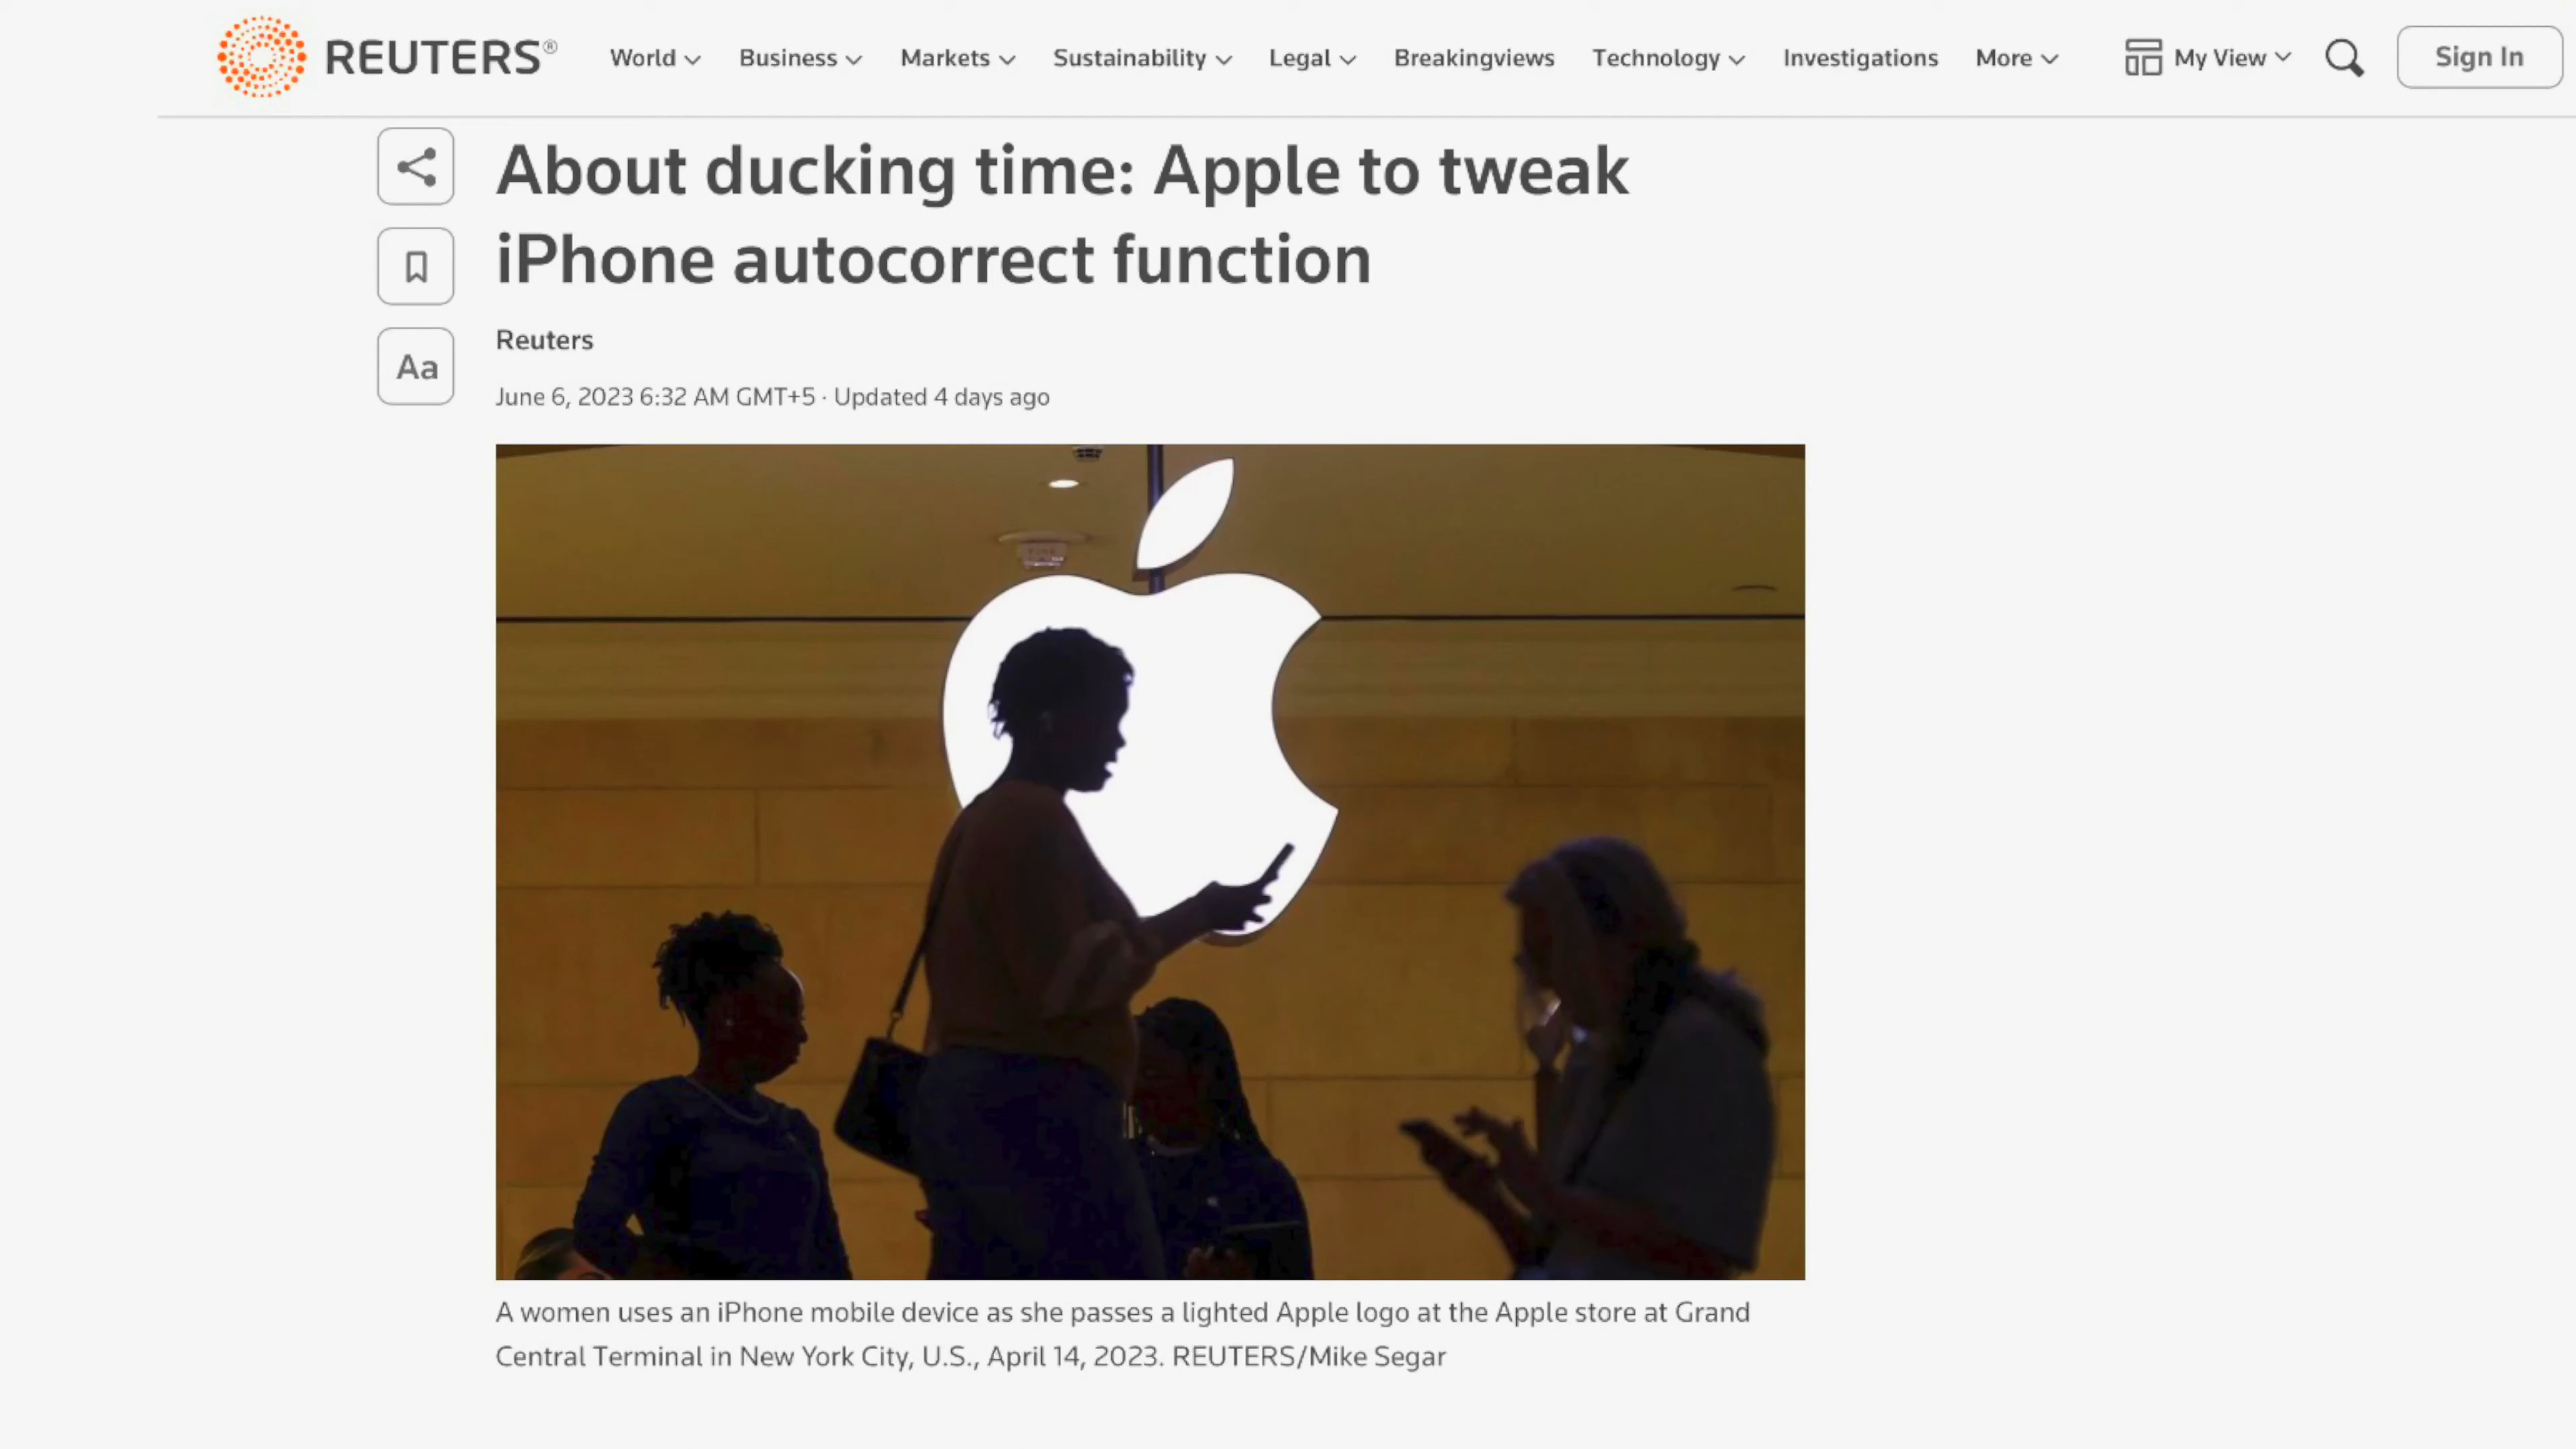 REUTERS® World Business Markets Sustainability Legal Breakingviews Technology Investigations More My View Sign In
About ducking time: Apple to tweak
iPhone autocorrect function
Aa
Reuters
June 6, 2023 6:32 AM GMT+5 · Updated 4 days ago
A women uses an iPhone mobile device as she passes a lighted Apple logo at the Apple store at Grand
Central Terminal in New York City, U.S., April 14, 2023. REUTERS/Mike Segar